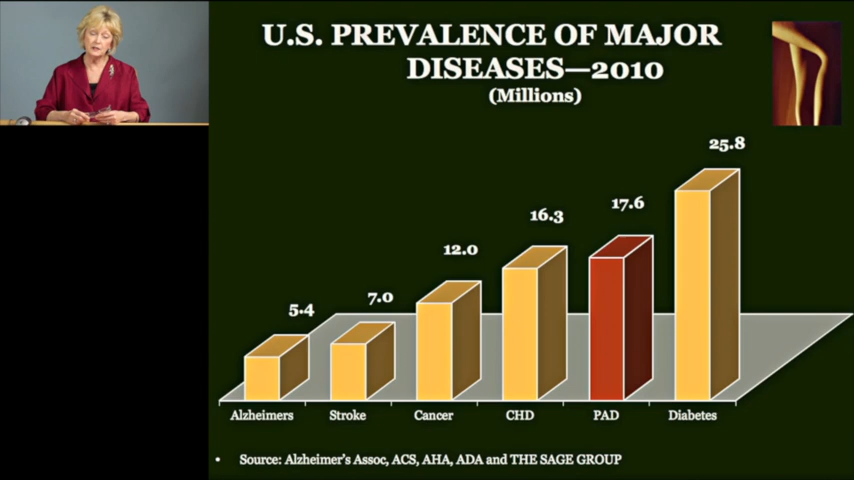 U.S. PREVALENCE OF MAJOR
DISEASES—2010
(Millions)
25.8
17.6
16.3
12.0
7.0
5.4
Alzheimers Stroke Cancer CHD PAD Diabetes
• Source: Alzheimer's Assoc, ACS, AHA, ADA and THE SAGE GROUP